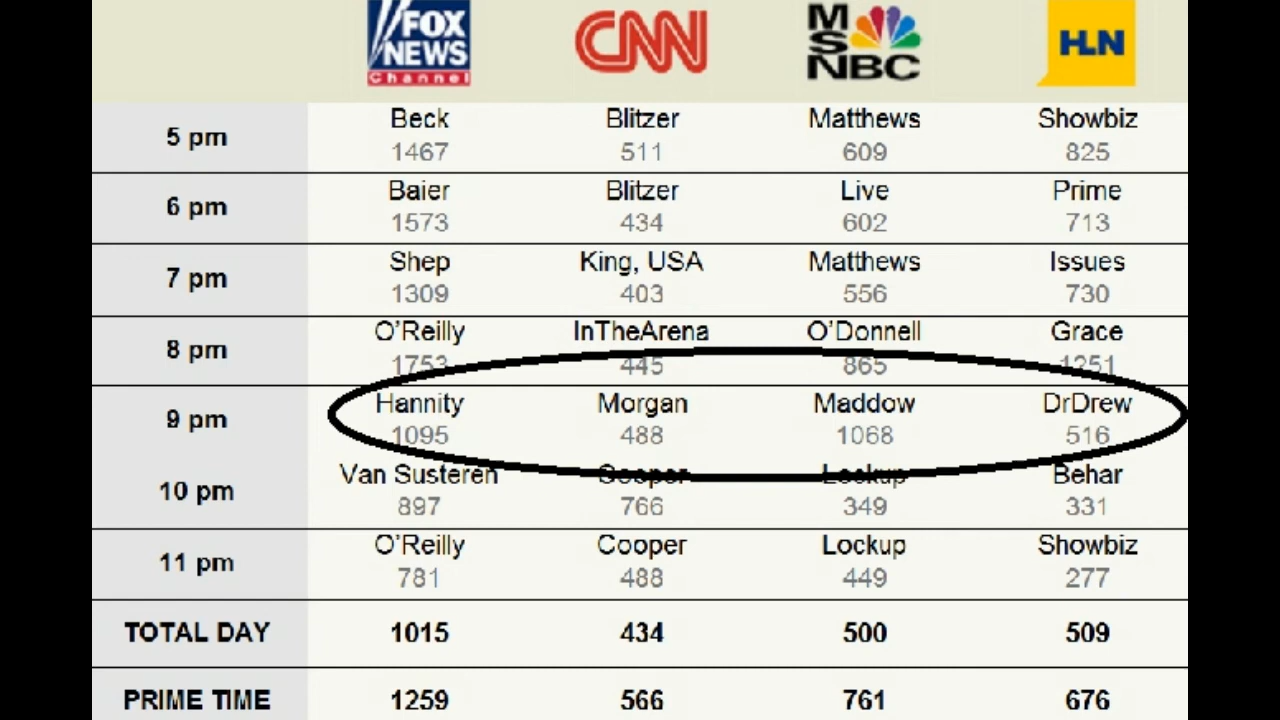 FOX NEWS Channel CNN MSNBC HLN
5 pm Beck Blitzer Matthews Showbiz
1467 511 609 825
6 pm Baier Blitzer Live Prime
1573 434 602 713
7 pm Shep King, USA Matthews Issues
1309 403 556 730
8 pm O'Reilly InTheArena O'Donnell Grace
1753 445 865 1251
9 pm Hannity Morgan Maddow DrDrew
1095 488 1068 516
10 pm Van Susteren Cooper Lockup Behar
897 766 349 331
11 pm O'Reilly Cooper Lockup Showbiz
781 488 449 277
TOTAL DAY 1015 434 500 509
PRIME TIME 1259 566 761 676